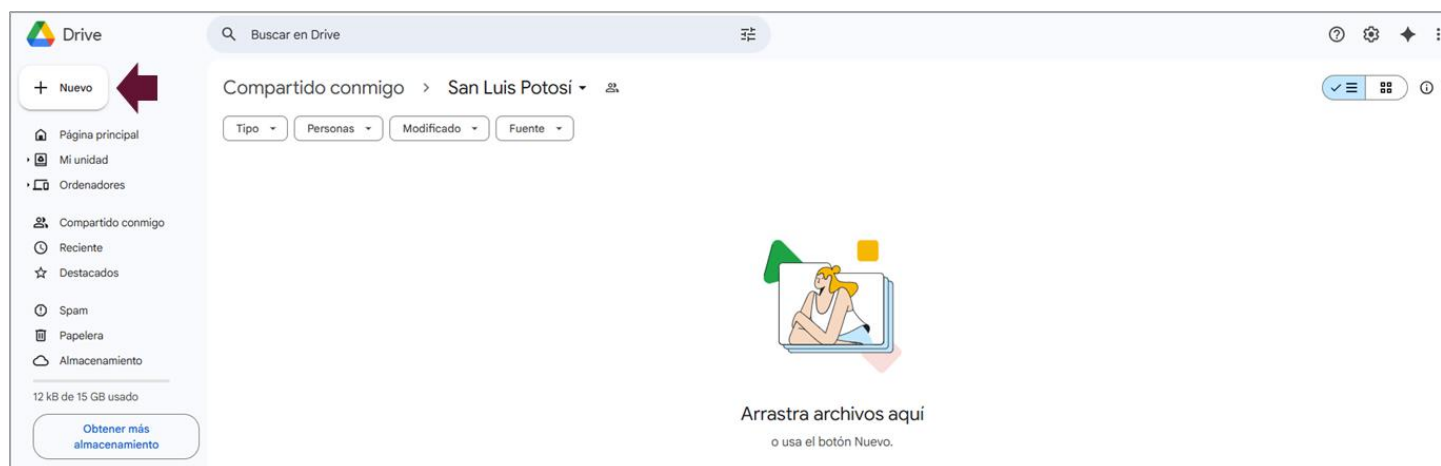 Drive
Buscar en Drive
Nuevo
Compartido conmigo > San Luis Potosí
Tipo Personas Modificado Fuente
Página principal
Mi unidad
Ordenadores
Compartido conmigo
Reciente
Destacados
Spam
Papelera
Almacenamiento
12 kB de 15 GB usado
Obtener más
almacenamiento
Arrastra archivos aquí
o usa el botón Nuevo.